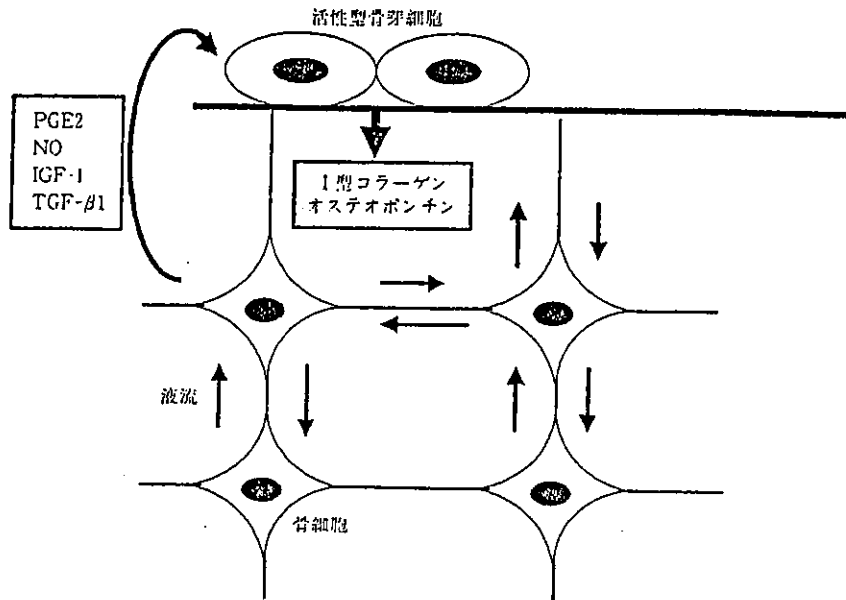 活性型骨芽細胞
PGE2
NO
IGF-1
TGF-β1
I型コラーゲン
オステオポンチン
液流
骨細胞